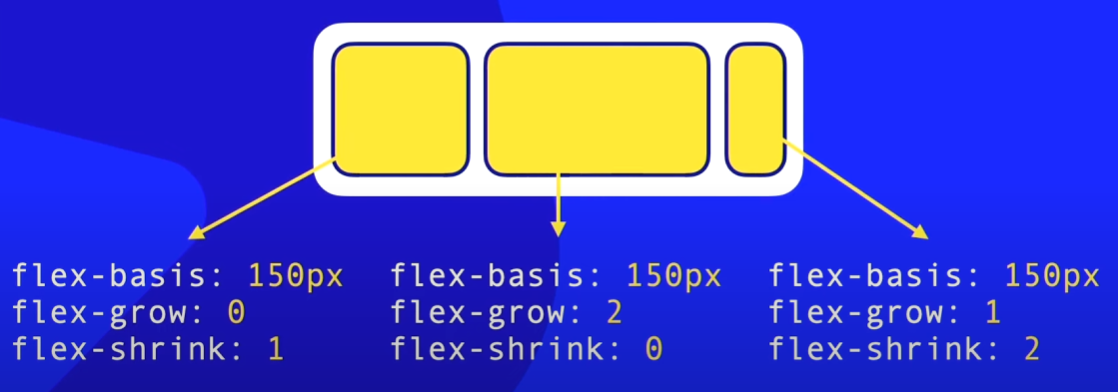 flex-basis: 150px
flex-grow: 0
flex-shrink: 1
flex-basis: 150px
flex-grow: 2
flex-shrink: 0
flex-basis: 150px
flex-grow: 1
flex-shrink: 2